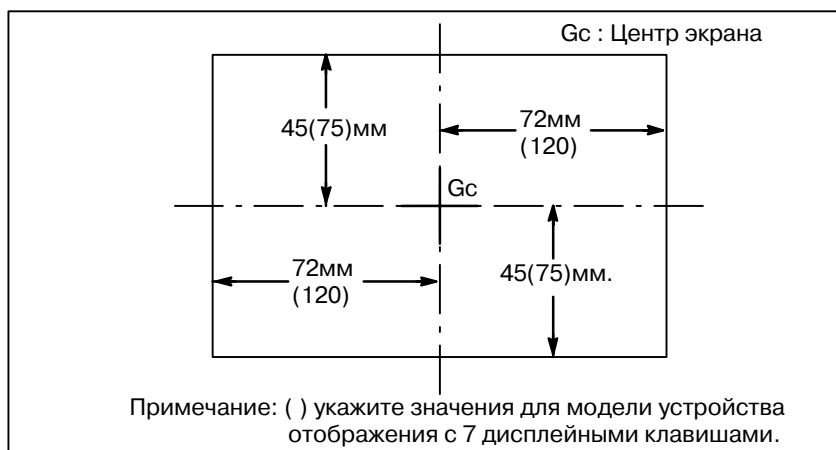 Gc : Центр экрана
45(75)мм
72мм
(120)
Gc
72мм
(120)
45(75)мм.
Примечание: ( ) укажите значения для модели устройства
отображения с 7 дисплейными клавишами.